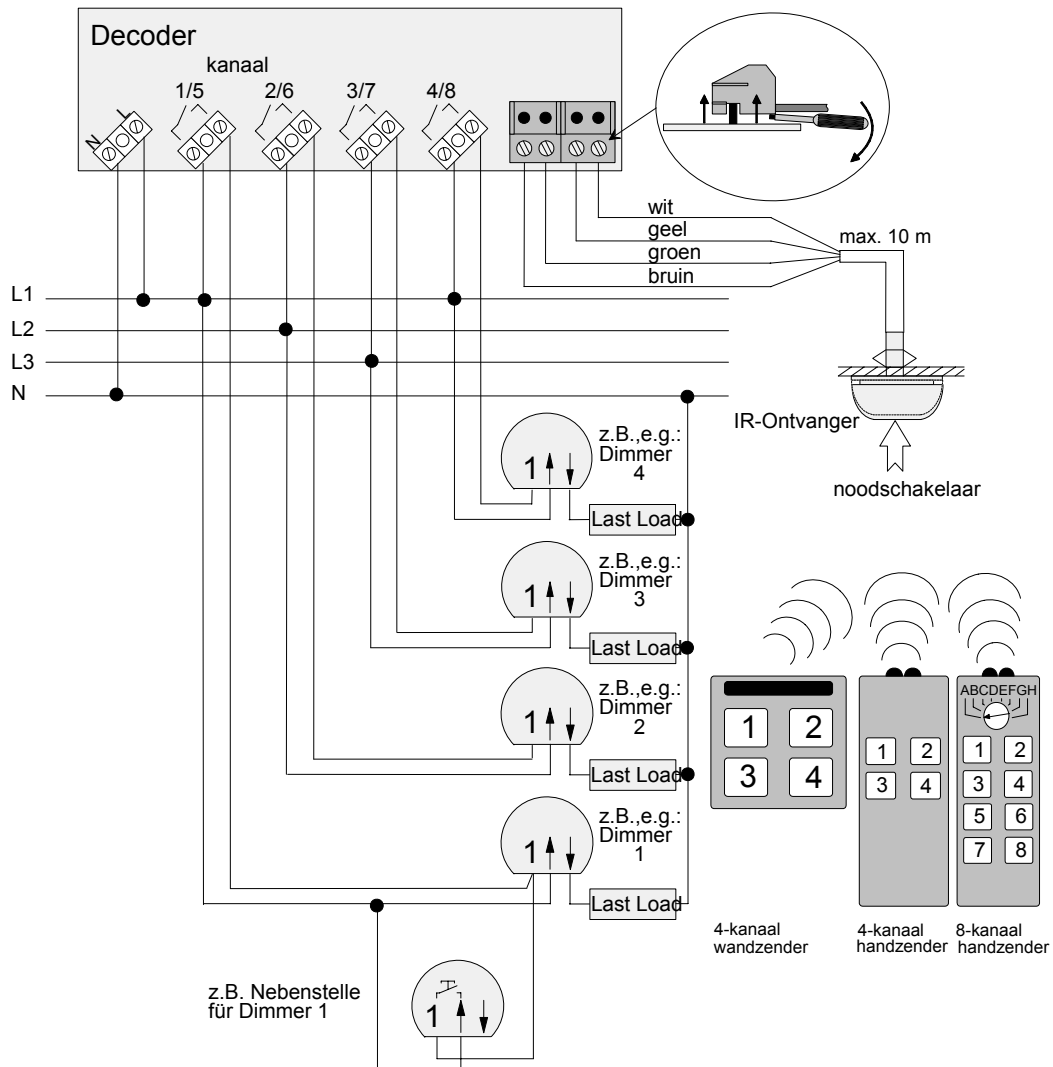 Decoder
kanaal
1/5
2/6
3/7
4/8
N
L
wit
geel
groen
bruin
max. 10 m
L1
L2
L3
N
IR-Ontvanger
noodschakelaar
1
z.B.,e.g.:
Dimmer
4
Last Load
1
z.B.,e.g.:
Dimmer
3
Last Load
1
z.B.,e.g.:
Dimmer
2
Last Load
1
z.B.,e.g.:
Dimmer
1
Last Load
1 2
3 4
4-kanaal
wandzender
1 2
3 4
4-kanaal
handzender
ABCDEFGH
1 2
3 4
5 6
7 8
8-kanaal
handzender
z.B. Nebenstelle
für Dimmer 1
1